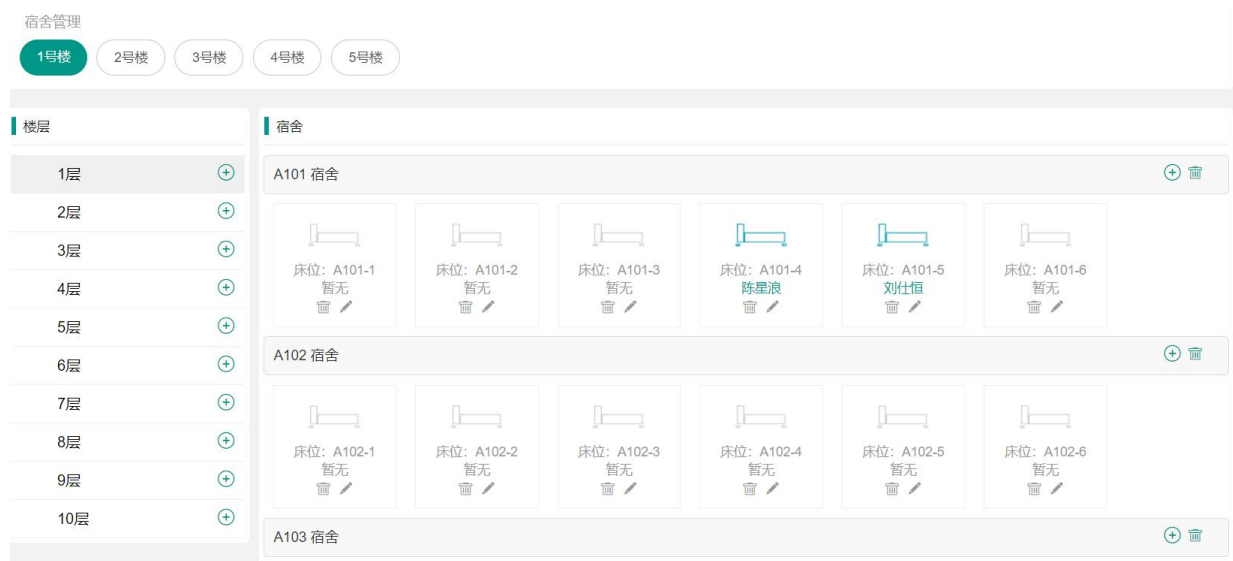 宿舍管理
1号楼 2号楼 3号楼 4号楼 5号楼
楼层
1层
2层
3层
4层
5层
6层
7层
8层
9层
10层
宿舍
A101 宿舍
床位：A101-1 床位：A101-2 床位：A101-3 床位：A101-4 床位：A101-5 床位：A101-6
暂无 暂无 暂无 陈星浪 刘仕恒 暂无
A102 宿舍
床位：A102-1 床位：A102-2 床位：A102-3 床位：A102-4 床位：A102-5 床位：A102-6
暂无 暂无 暂无 暂无 暂无 暂无
A103 宿舍